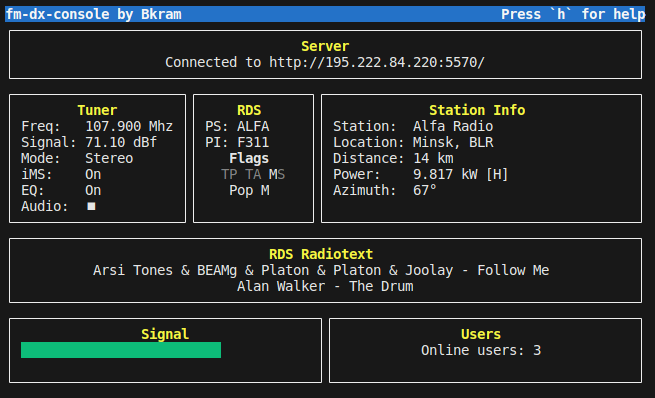 fm-dx-console by Bkram Press `h` for help
Server
Connected to http://195.222.84.220:5570/
Tuner
Freq: 107.900 Mhz
Signal: 71.10 dBf
Mode: Stereo
iMS: On
EQ: On
Audio:
RDS
PS: ALFA
PI: F311
Flags
TP TA MS
Pop M
Station Info
Station: Alfa Radio
Location: Minsk, BLR
Distance: 14 km
Power: 9.817 kW [H]
Azimuth: 67°
RDS Radiotext
Arsi Tones & BEAMg & Platon & Platon & Joolay - Follow Me
Alan Walker - The Drum
Signal
Users
Online users: 3